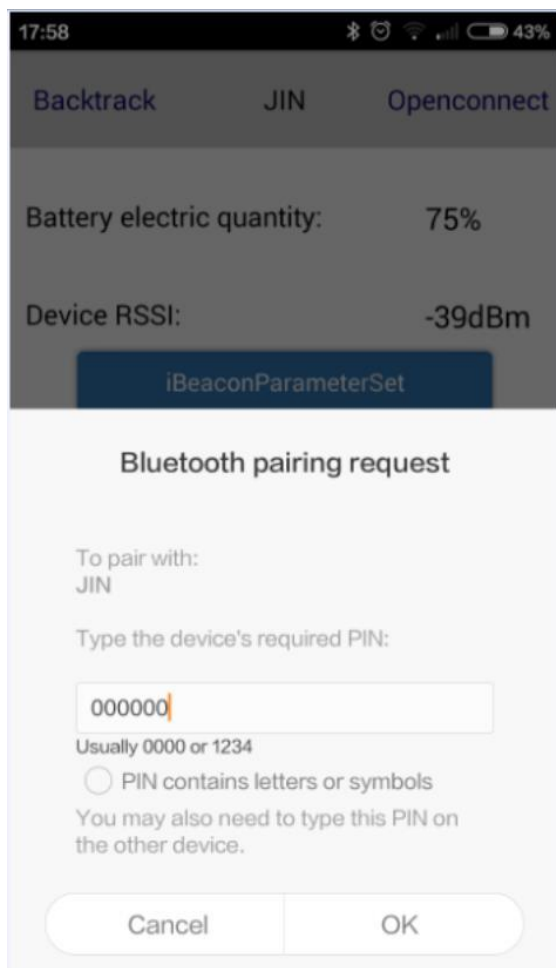 17:58 43%
Backtrack JIN Openconnect
Battery electric quantity: 75%
Device RSSI: -39dBm
iBeaconParameterSet
Bluetooth pairing request
To pair with:
JIN
Type the device's required PIN:
000000
Usually 0000 or 1234
PIN contains letters or symbols
You may also need to type this PIN on
the other device.
Cancel OK